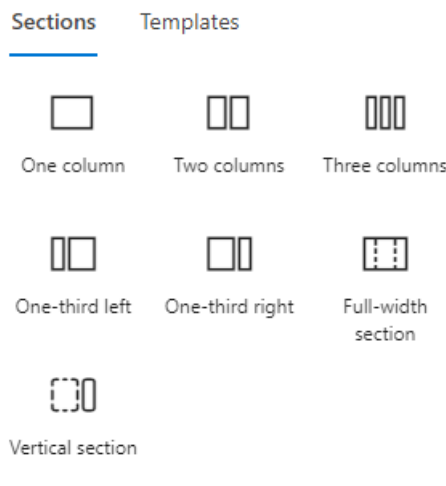 Sections Templates
One column Two columns Three columns
One-third left One-third right Full-width
section
Vertical section